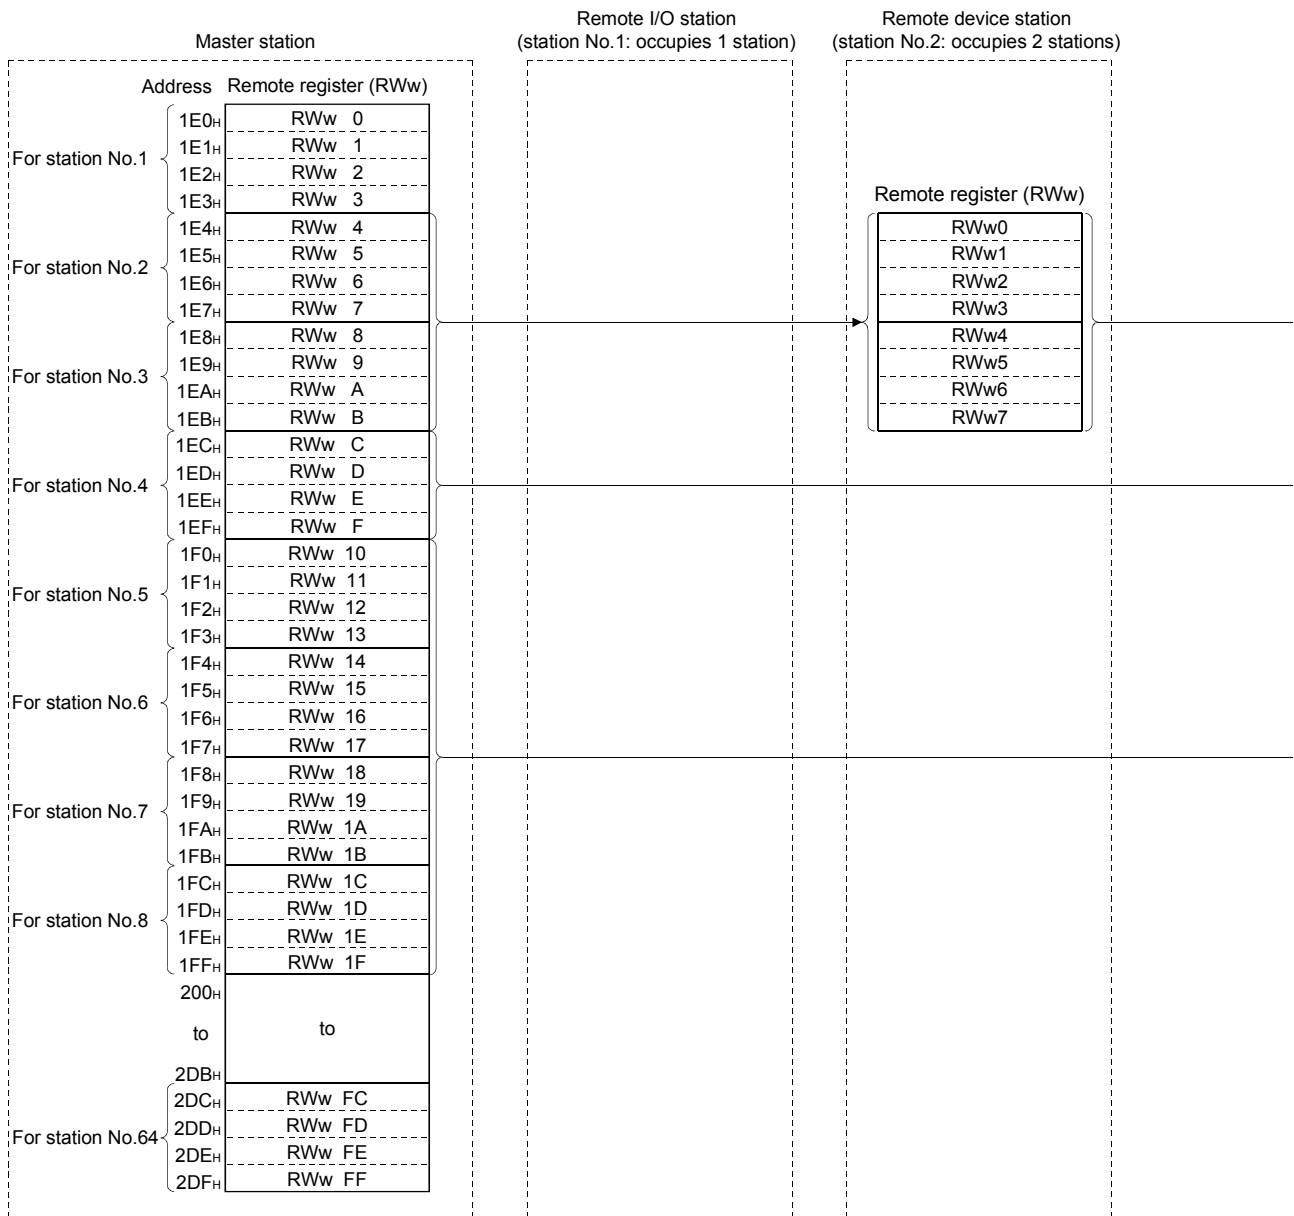 Remote I/O station
(station No.1: occupies 1 station)
Remote device station
(station No.2: occupies 2 stations)
Master station
Address Remote register (RWw)
For station No.1
1E0H RWw 0
1E1H RWw 1
1E2H RWw 2
1E3H RWw 3
For station No.2
1E4H RWw 4
1E5H RWw 5
1E6H RWw 6
1E7H RWw 7
For station No.3
1E8H RWw 8
1E9H RWw 9
1EAH RWw A
1EBH RWw B
For station No.4
1ECH RWw C
1EDH RWw D
1EEH RWw E
1EFH RWw F
For station No.5
1F0H RWw 10
1F1H RWw 11
1F2H RWw 12
1F3H RWw 13
For station No.6
1F4H RWw 14
1F5H RWw 15
1F6H RWw 16
1F7H RWw 17
For station No.7
1F8H RWw 18
1F9H RWw 19
1FAH RWw 1A
1FBH RWw 1B
For station No.8
1FCH RWw 1C
1FDH RWw 1D
1FEH RWw 1E
1FFH RWw 1F
200H
to to
2DBH
For station No.64
2DCH RWw FC
2DDH RWw FD
2DEH RWw FE
2DFH RWw FF
Remote register (RWw)
RWw0
RWw1
RWw2
RWw3
RWw4
RWw5
RWw6
RWw7